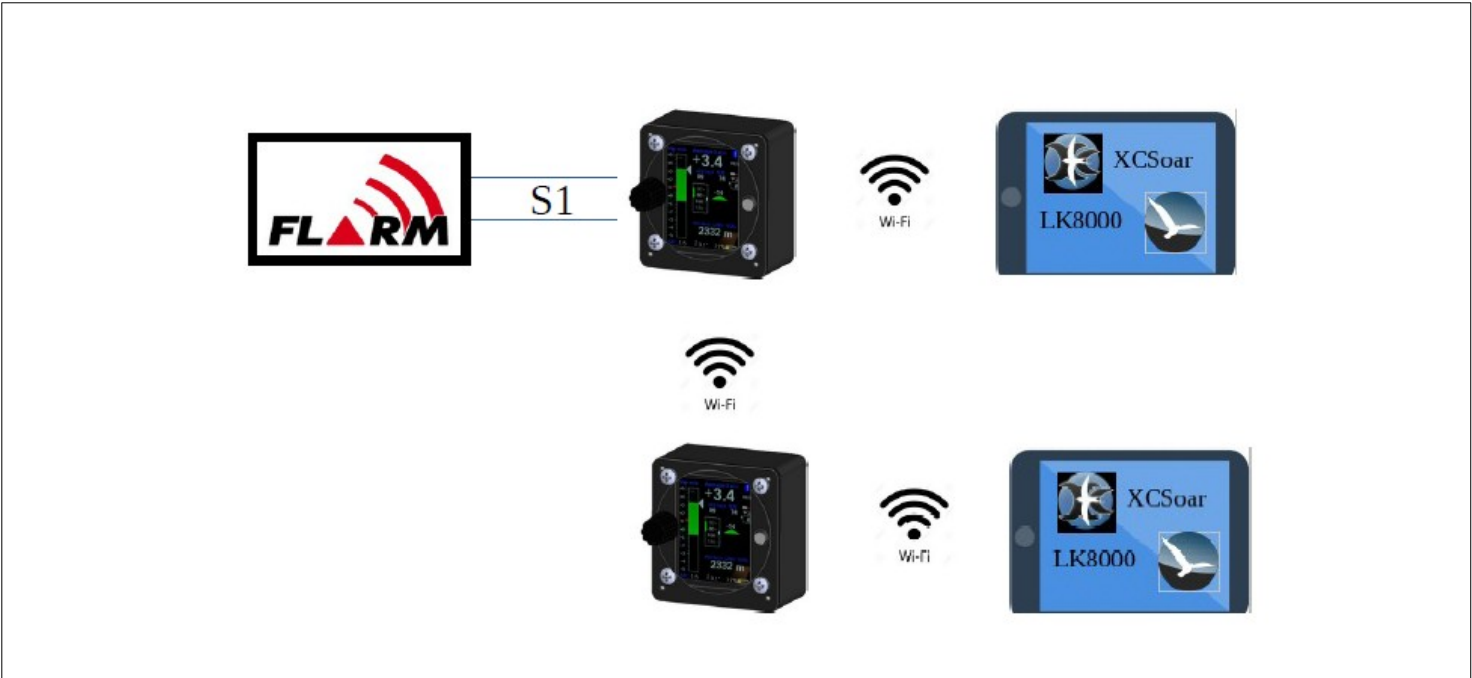 FLARM
S1
+3.4
2332 m
Wi-Fi
XCSoar
LK8000
Wi-Fi
+3.4
2332 m
Wi-Fi
XCSoar
LK8000